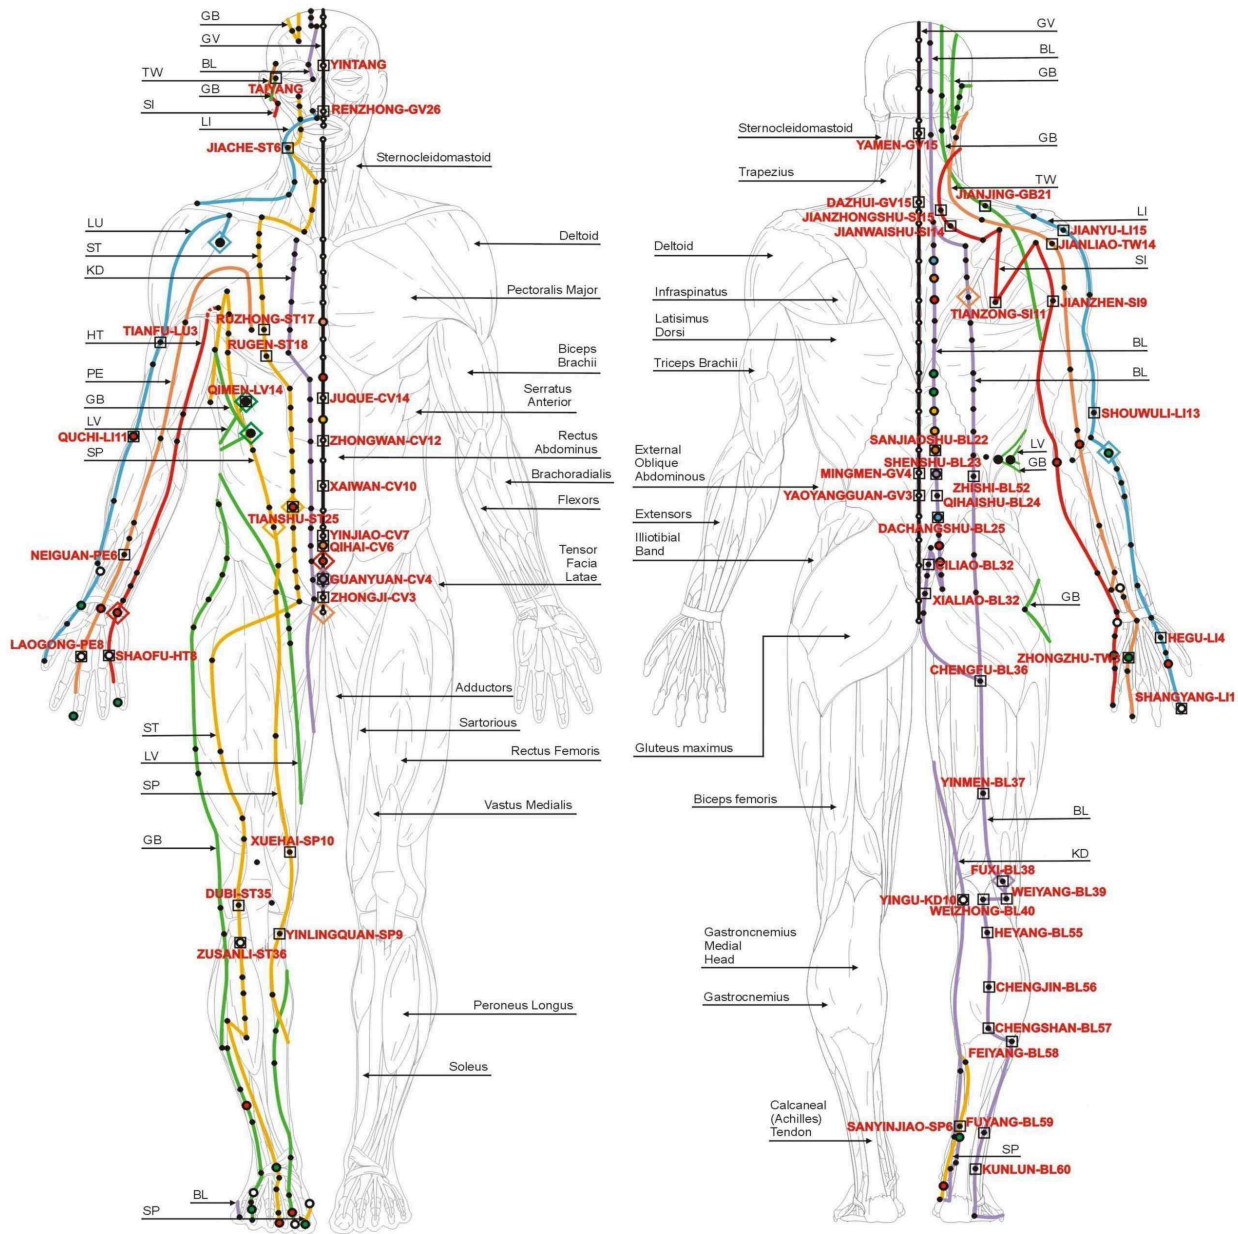 GB
GV
BL
YINTANG
TW
TAIYANG
GB
SI
RENZHONG-GV26
LI
JIACHE-ST6
Sternocleidomastoid
LU
ST
Deltoid
KD
Pectoralis Major
RUZHONG-ST17
TIANFU-LU3
HT
RUGEN-ST18
Biceps
Brachii
PE
QIMEN-LV14
Serratus
Anterior
JUQUE-CV14
GB
LV
QUCHI-LI11
ZHONGWAN-CV12
Rectus
Abdominus
SP
Brachoradialis
XAIWAN-CV10
Flexors
TIANSHU-ST25
YINJIAO-CV7
QIHAI-CV6
NEIGUAN-PE6
Tensor
Facia
Latae
GUANYUAN-CV4
ZHONGJI-CV3
LAOGONG-PE8
SHAOFU-HT8
Adductors
ST
Sartorious
LV
Rectus Femoris
SP
Vastus Medialis
GB
XUEHAI-SP10
DUBI-ST35
YINLINGQUAN-SP9
ZUSANLI-ST36
Peroneus Longus
Soleus
BL
SP
GV
BL
GB
Sternocleidomastoid
YAMEN-GV15
GB
Trapezius
TW
JIANJING-GB21
DAZHUI-GV15
JIANZHONGSHU-SI15
LI
JIANWAISHU-SI14
JIANYU-LI15
Deltoid
JIANLIAO-TW14
SI
Infraspinatus
JIANZHEN-SI9
TIANZONG-SI11
Latisimus
Dorsi
BL
Triceps Brachii
BL
SHOUWULI-LI13
SANJIAOSHU-BL22
External
Oblique
Abdominous
LV
SHENSHU-BL23
GB
MINGMEN-GV4
ZHISHI-BL52
YAOYANGGUAN-GV3
QIHAISHU-BL24
Extensors
DACHANGSHU-BL25
Illiotibial
Band
CILIAO-BL32
XIALIAO-BL32
GB
HEGU-LI4
ZHONGZHU-TW3
CHENGFU-BL36
SHANGYANG-LI1
Gluteus maximus
YINMEN-BL37
Biceps femoris
BL
KD
FUXI-BL38
WEIYANG-BL39
YINGU-KD10
WEIZHONG-BL40
HEYANG-BL55
Gastroncnemius
Medial
Head
CHENGJIN-BL56
Gastrocnemius
CHENGSHAN-BL57
FEIYANG-BL58
Calcaneal
(Achilles)
Tendon
SANYINJIAO-SP6
FUYANG-BL59
SP
KUNLUN-BL60